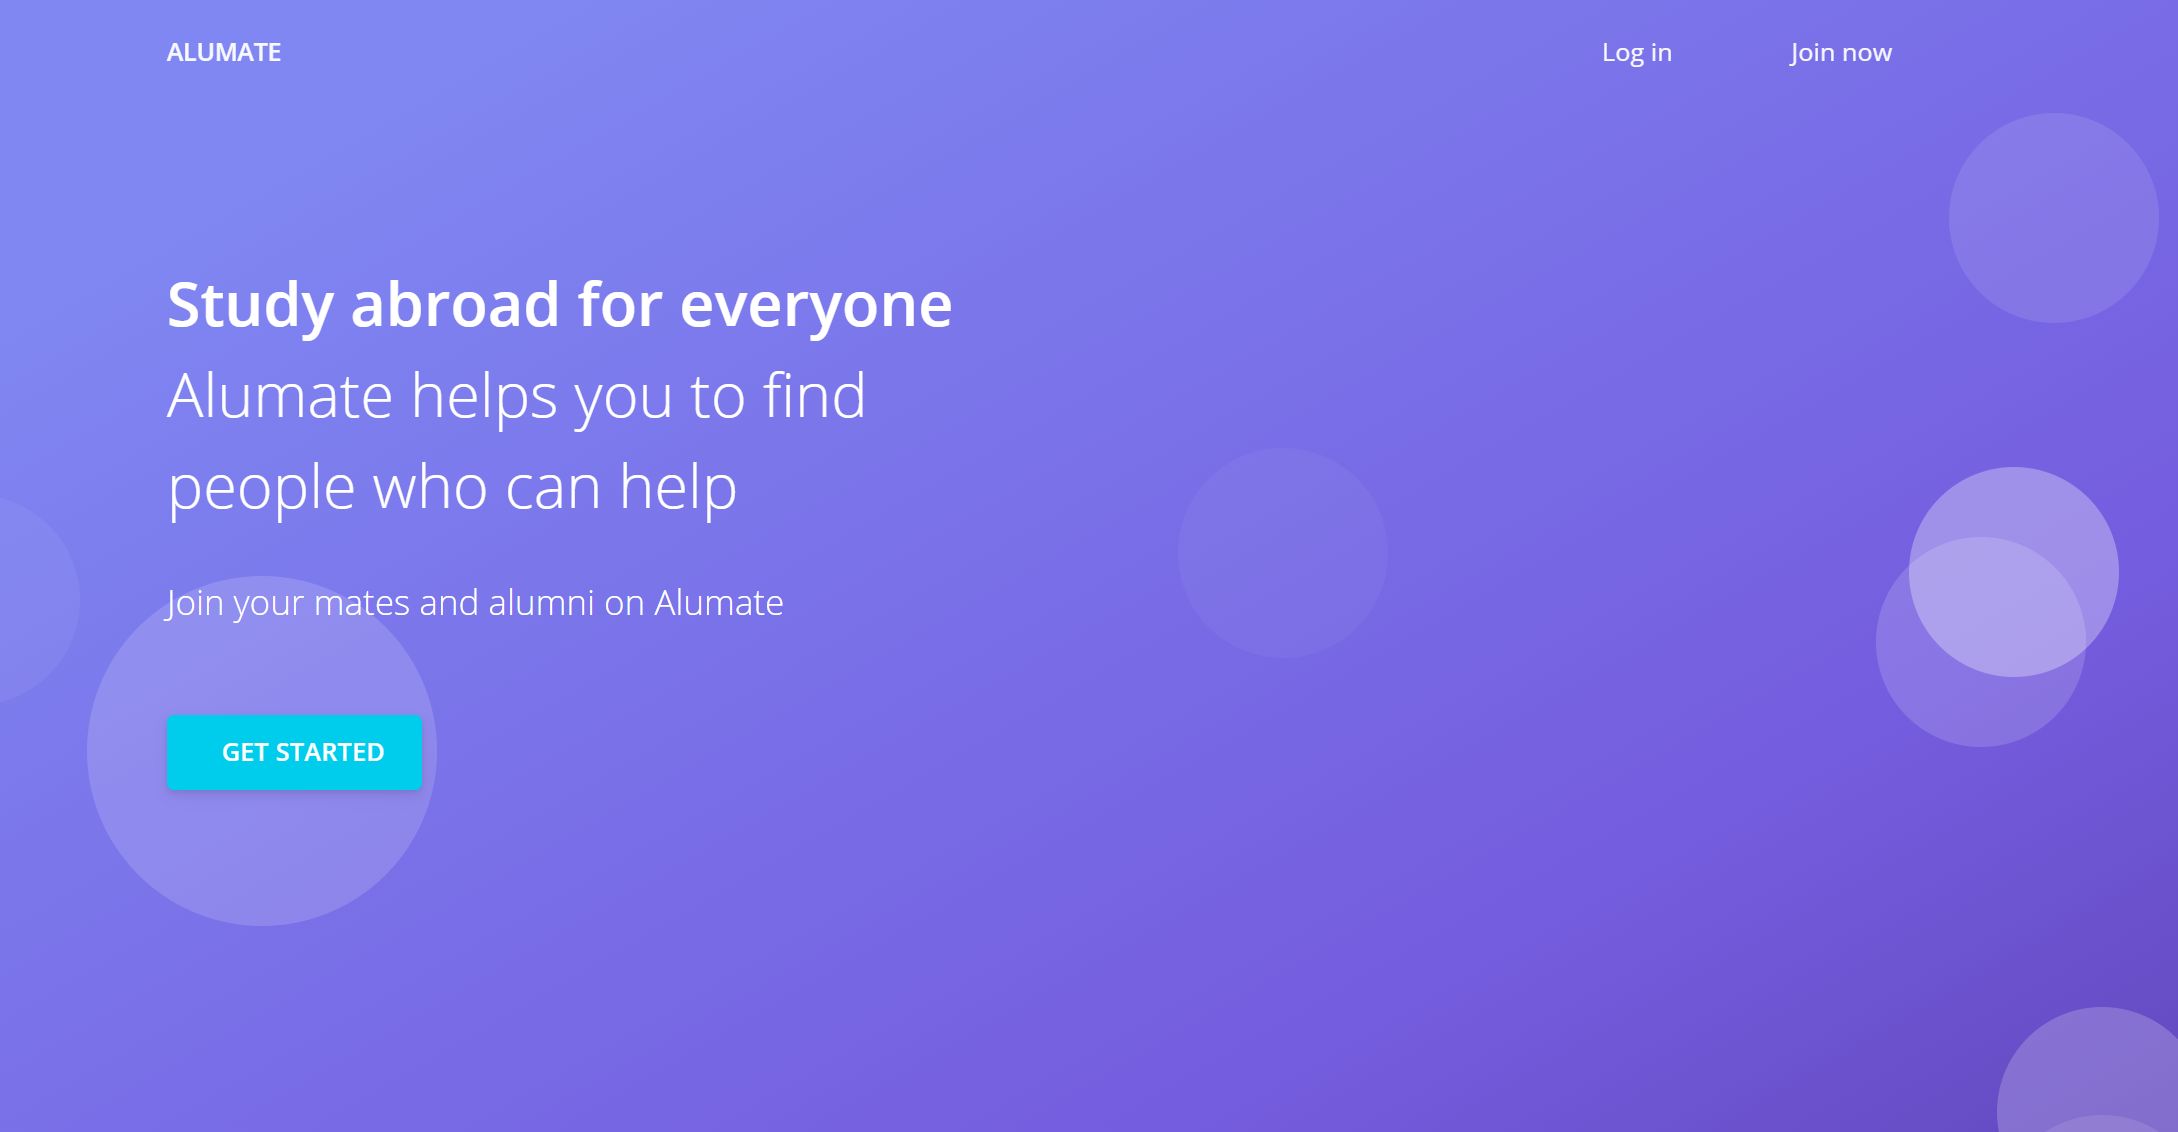 ALUMATE
Log in
Join now
Study abroad for everyone
Alumate helps you to find
people who can help
Join your mates and alumni on Alumate
GET STARTED